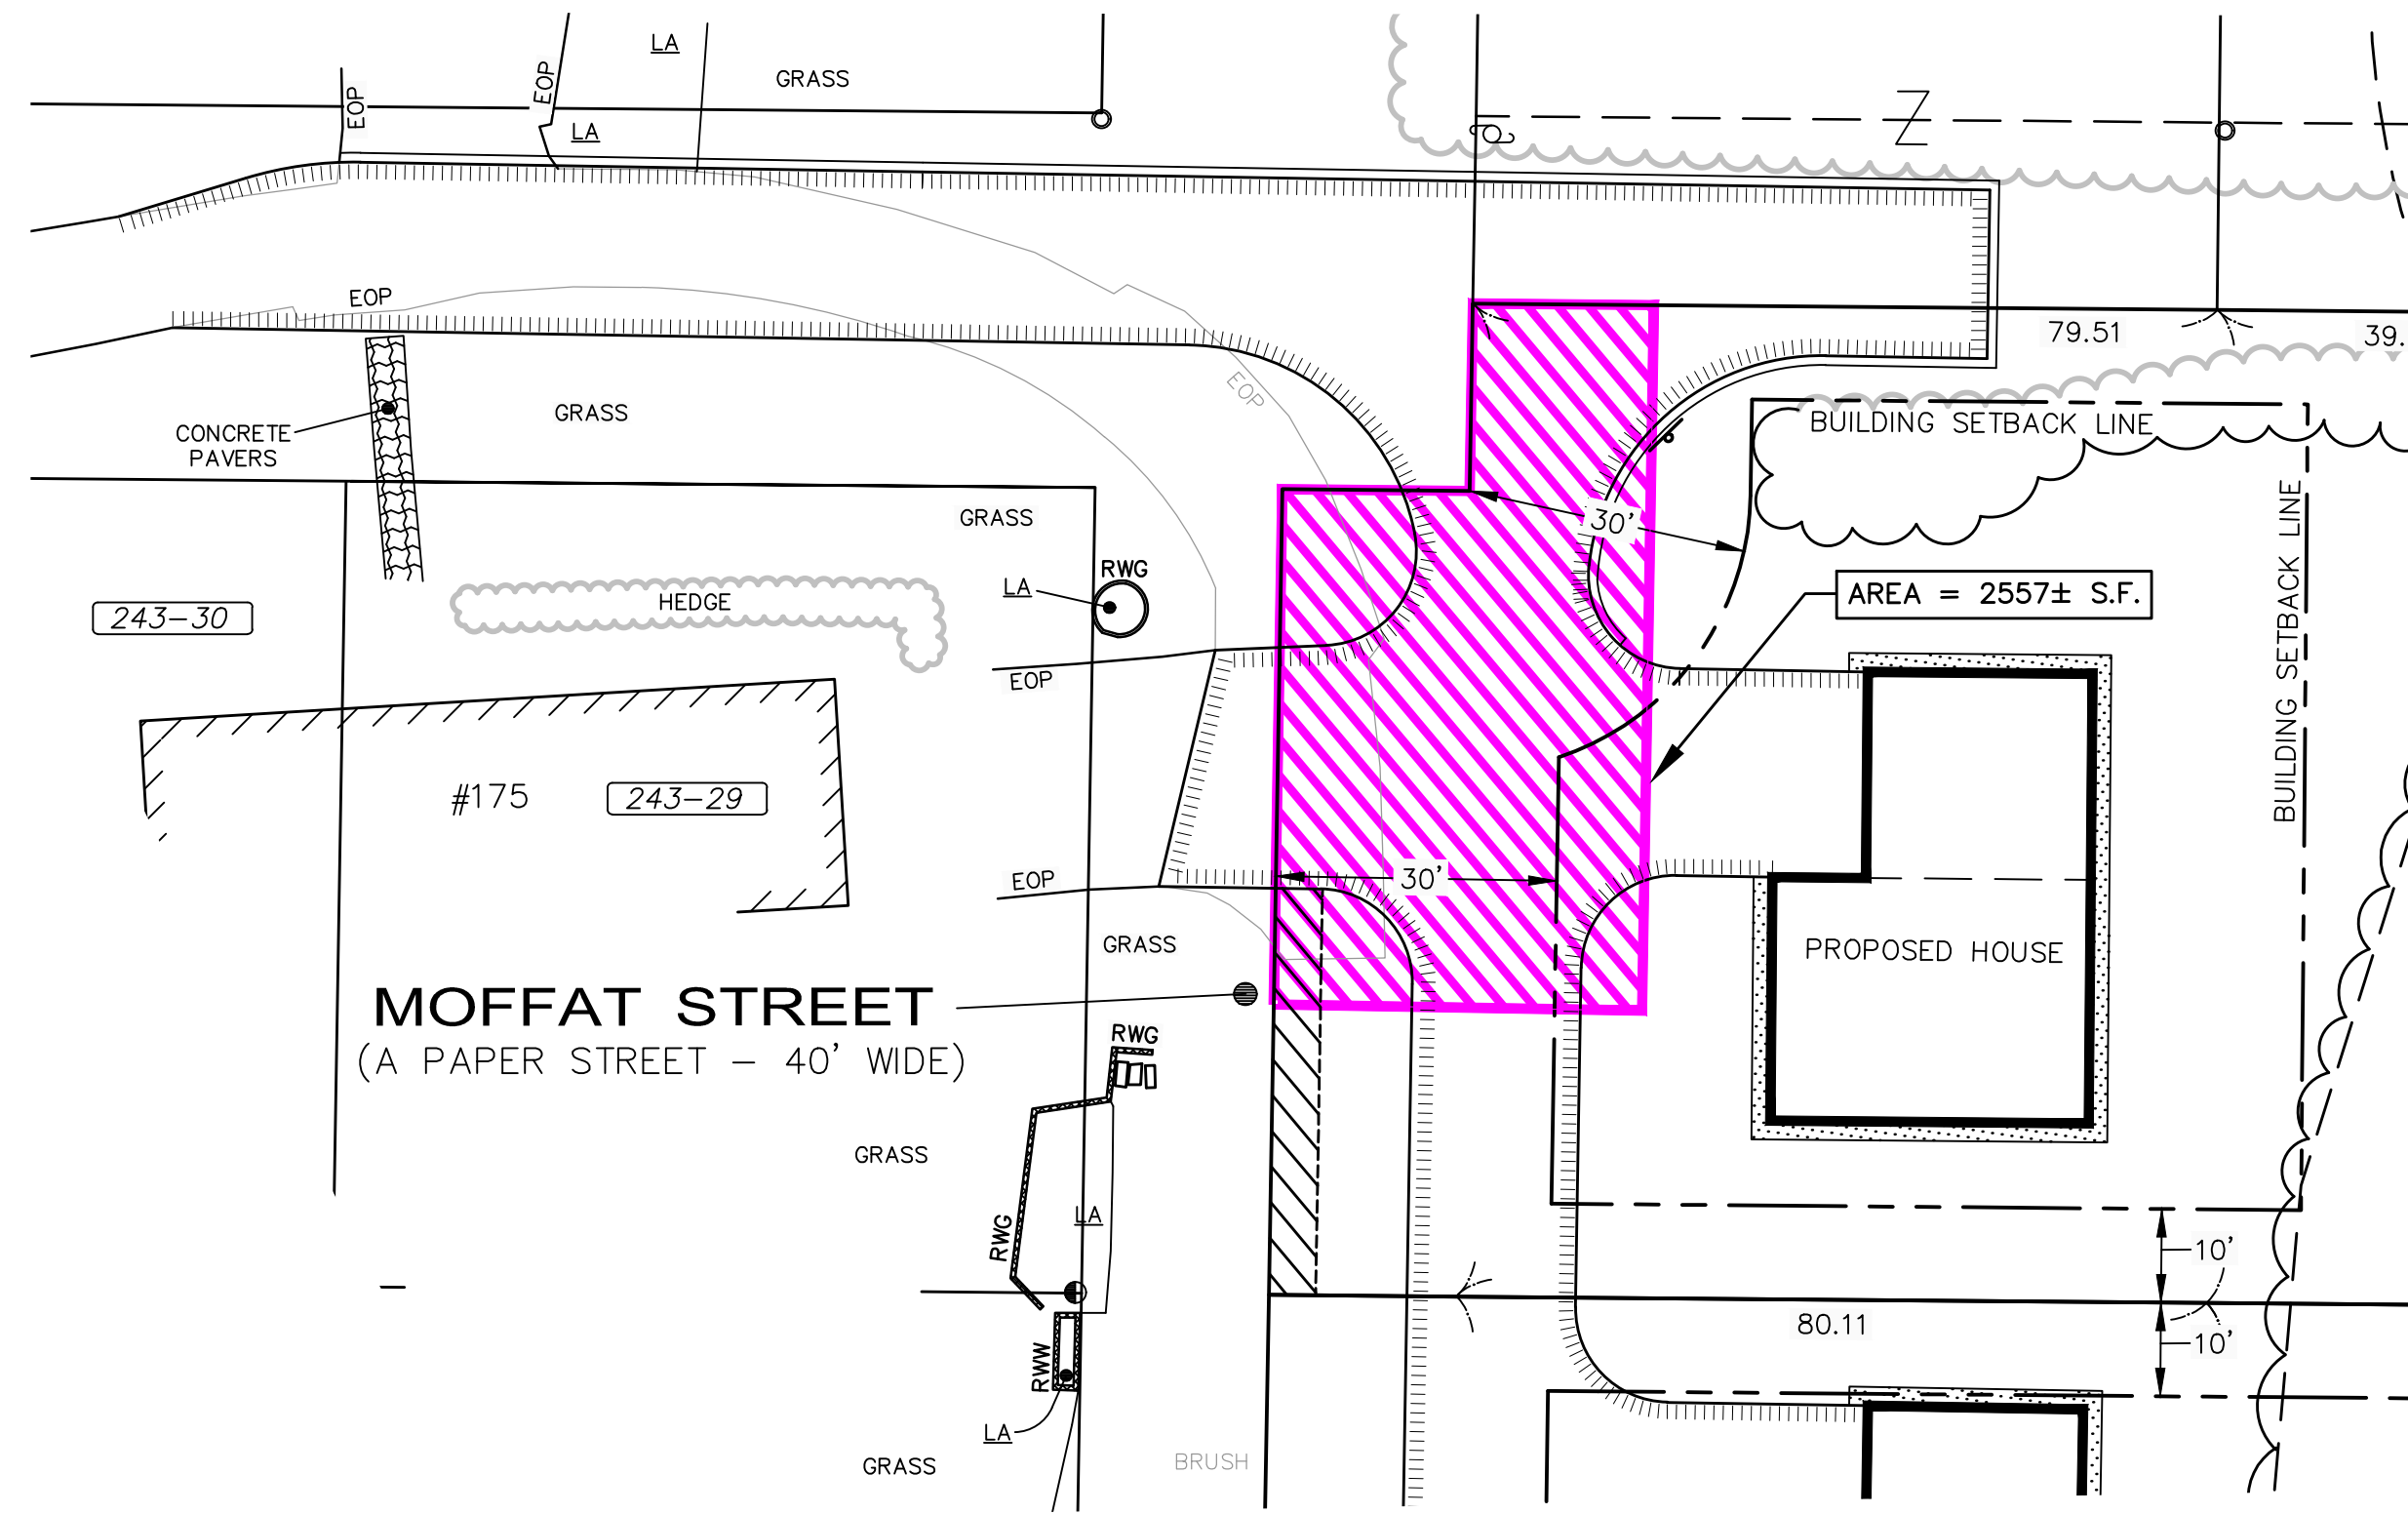 LA
GRASS
EOP
EOP
LA
EOP
79.51
39.
BUILDING SETBACK LINE
CONCRETE
PAVERS
GRASS
EOP
GRASS
30'
BUILDING SETBACK LINE
RWG
LA
AREA = 2557± S.F.
243-30
HEDGE
EOP
#175
243-29
EOP
30'
GRASS
PROPOSED HOUSE
MOFFAT STREET
(A PAPER STREET - 40' WIDE)
RWG
GRASS
LA
RWG
10'
80.11
10'
RWW
LA
GRASS
BRUSH